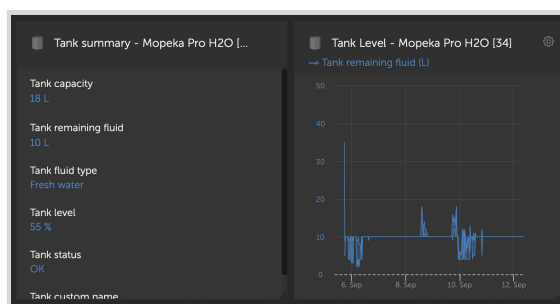 Tank summary - Mopeka Pro H2O [...
Tank capacity
18 L
Tank remaining fluid
10 L
Tank fluid type
Fresh water
Tank level
55 %
Tank status
OK
Tank custom name
Tank Level - Mopeka Pro H2O [34]
Tank remaining fluid (L)
50
40
30
20
10
0
6. Sep
8. Sep
10. Sep
12. Sep